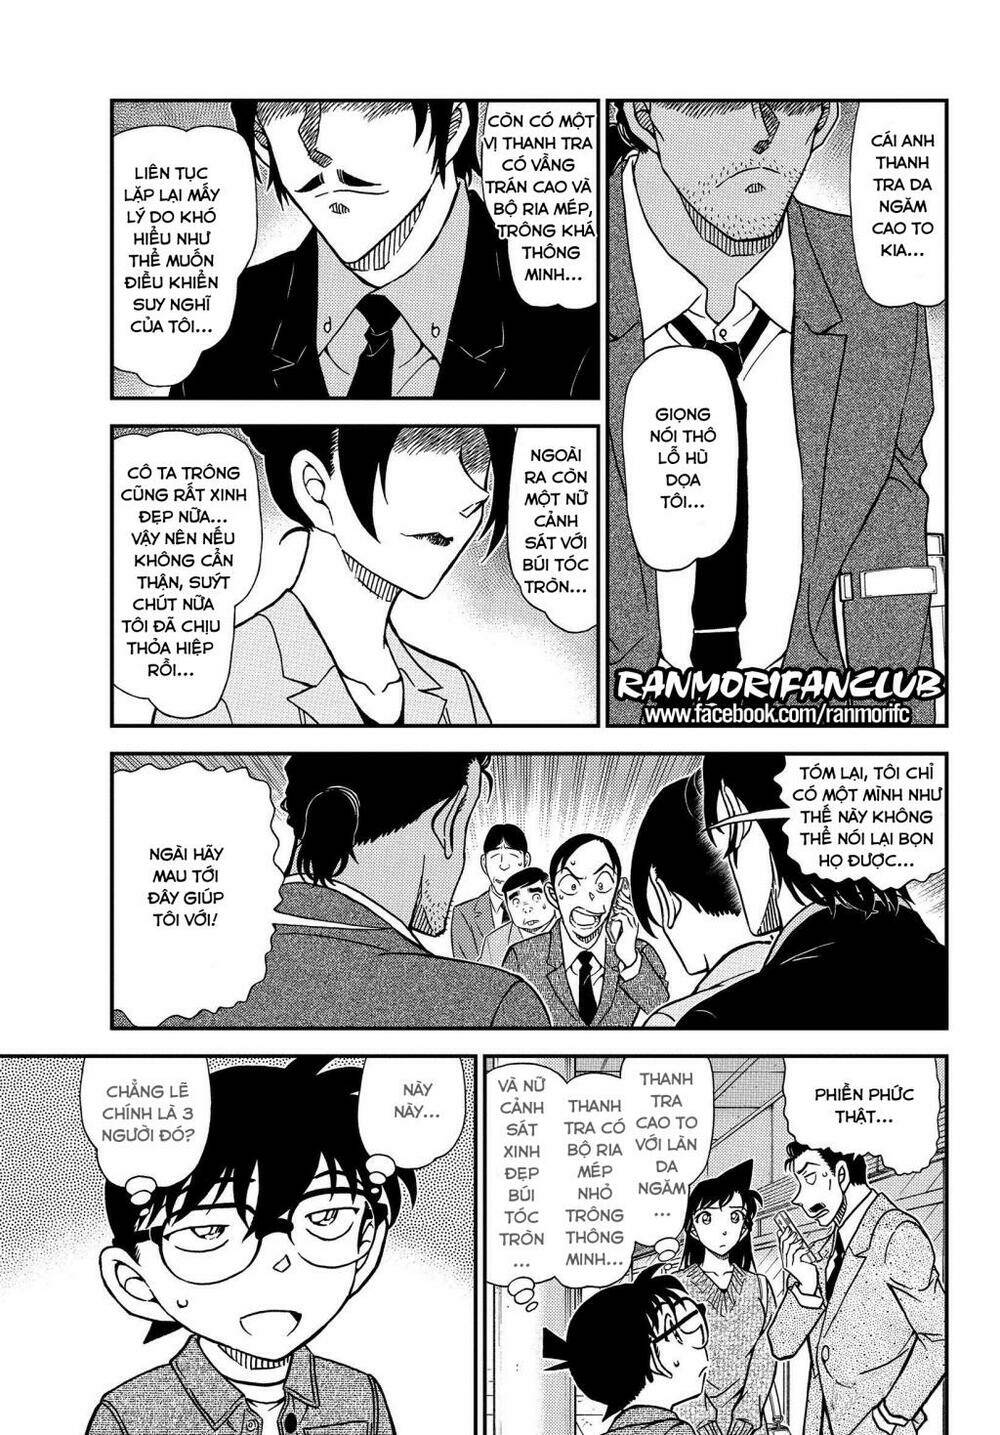 CÁI ANH
THANH
TRA DA
NGĂM
CAO TO
KIA...
GIỌNG
NÓI THÔ
LỖ HÙ
DỌA
TÔI...
CÒN CÓ MỘT
VỊ THANH TRA
CÓ VẦNG
TRÁN CAO VÀ
BỘ RIA MÉP,
TRÔNG KHÁ
THÔNG
MINH...
LIÊN TỤC
LẶP LẠI MẤY
LÝ DO KHÓ
HIỂU NHƯ
THỂ MUỐN
ĐIỀU KHIỂN
SUY NGHĨ
CỦA TÔI...
NGOÀI
RA CÒN
MỘT NỮ
CẢNH
SÁT VỚI
BÚI TÓC
TRÒN...
CÔ TA TRÔNG
CŨNG RẤT XINH
ĐẸP NỮA...
VẬY NÊN NẾU
KHÔNG CẨN
THẬN, SUÝT
CHÚT NỮA
TÔI ĐÃ CHỊU
THỎA HIỆP
RỒI...
RANMORIFANCLUB
www.facebook.com/ranmorifc
TÓM LẠI, TÔI CHỈ
CÓ MỘT MÌNH NHƯ
THẾ NÀY KHÔNG
THỂ NÓI LẠI BỌN
HỌ ĐƯỢC...
NGÀI HÃY
MAU TỚI
ĐÂY GIÚP
TÔI VỚI!
PHIỀN PHỨC
THẬT...
THANH
TRA
CAO TO
VỚI LÀN
DA
NGĂM
...
THANH
TRA CÓ
BỘ RIA
MÉP
NHỎ
TRÔNG
THÔNG
MINH...
VÀ NỮ
CẢNH
SÁT
XINH
ĐẸP
BÚI
TÓC
TRÒN
...
NÀY
NÀY...
CHẲNG LẼ
CHÍNH LÀ 3
NGƯỜI ĐÓ?